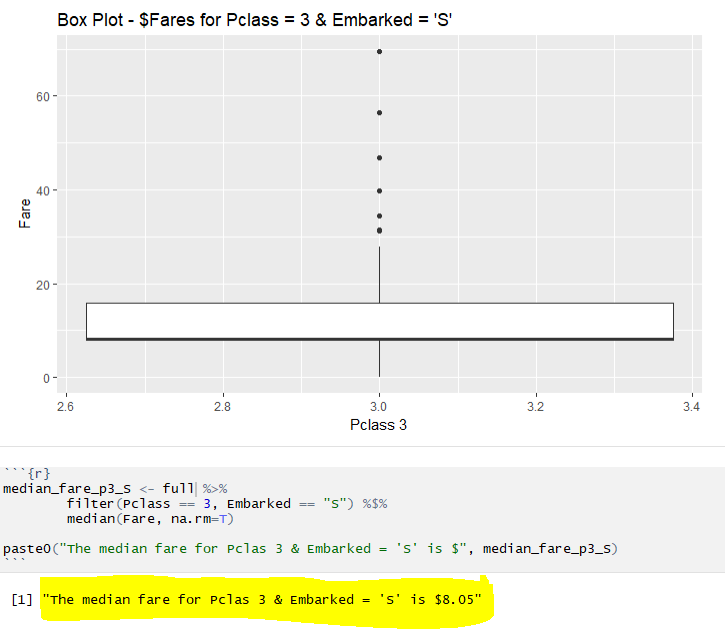 Box Plot - $Fares for Pclass = 3 & Embarked = 'S'
Fare
60
40
20
0
2.6 2.8 3.0 3.2 3.4
Pclass 3
```{r}
median_fare_p3_S <- full %>%
filter(Pclass == 3, Embarked == "S") %$%
median(Fare, na.rm=T)
paste0("The median fare for Pclas 3 & Embarked = 'S' is $", median_fare_p3_S)
```
[1] "The median fare for Pclas 3 & Embarked = 'S' is $8.05"